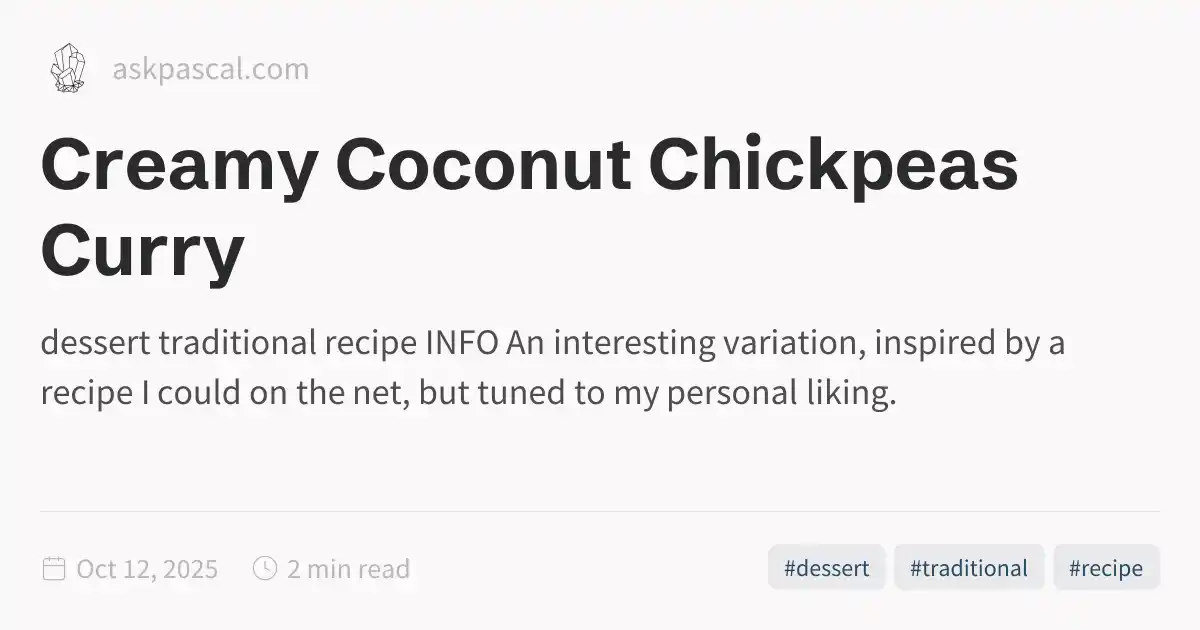 askpascal.com
Creamy Coconut Chickpeas
Curry
dessert traditional recipe INFO An interesting variation, inspired by a
recipe I could on the net, but tuned to my personal liking.
Oct 12, 2025 2 min read #dessert #traditional #recipe